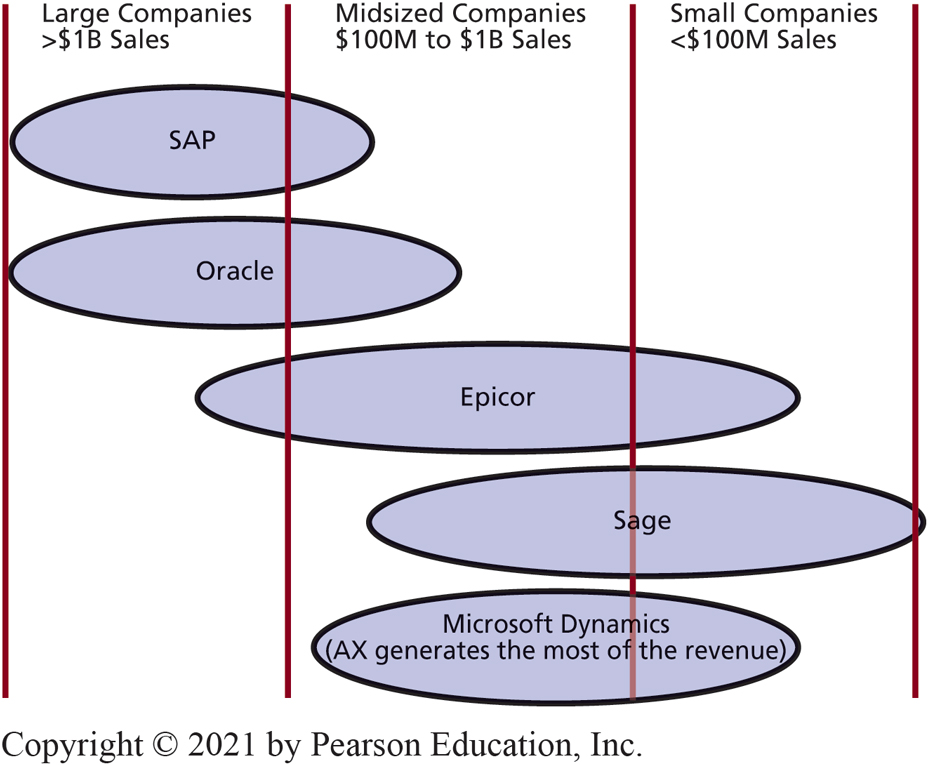 Large Companies
>$1B Sales
Midsized Companies
$100M to $1B Sales
Small Companies
<$100M Sales
SAP
Oracle
Epicor
Sage
Microsoft Dynamics
(AX generates the most of the revenue)
Copyright © 2021 by Pearson Education, Inc.